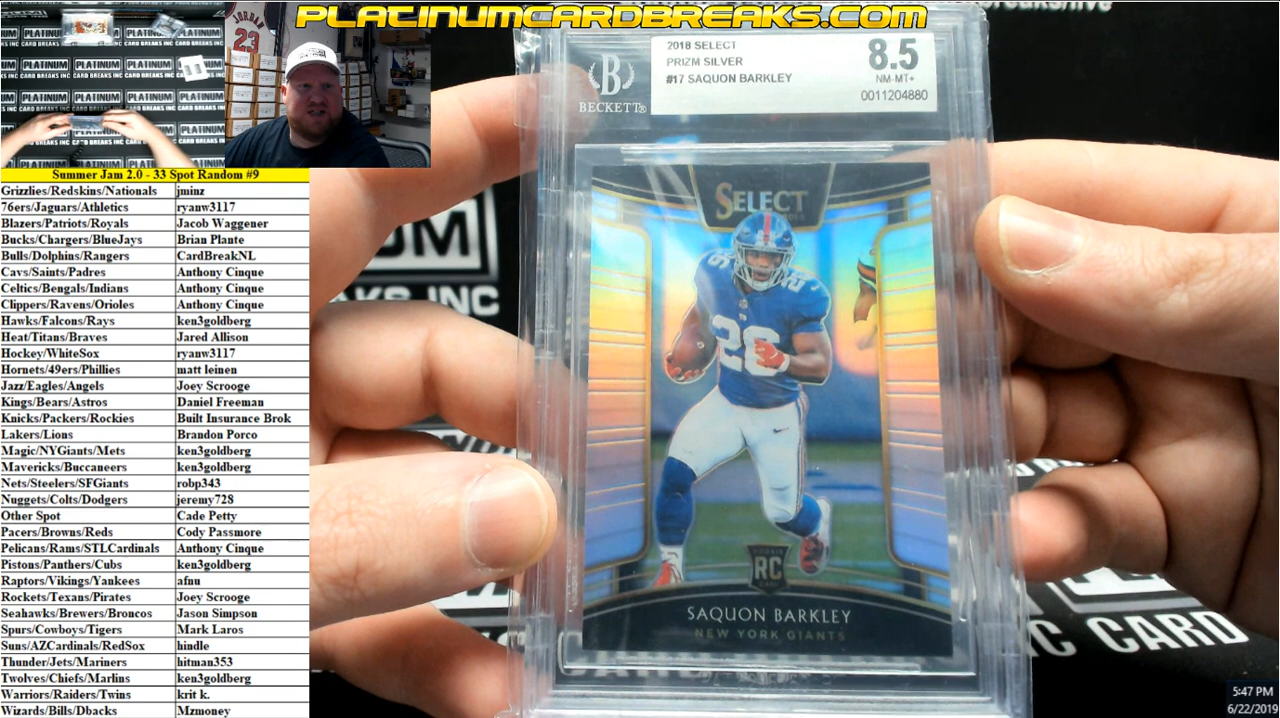 PLATINUMCARDBREAKS.COM
JORDAN
23
PLATINUM
CARD BREAKS INC
BECKETT®
2018 SELECT
PRIZM SILVER
#17 SAQUON BARKLEY
8.5
NM-MT+
0011204880
SELECT
26
ROOKIE
RC
SAQUON BARKLEY
NEW YORK GIANTS
Summer Jam 2.0 - 33 Spot Random #9
Grizzlies/Redskins/Nationals jminz
76ers/Jaguars/Athletics ryanw3117
Blazers/Patriots/Royals Jacob Waggener
Bucks/Chargers/BlueJays Brian Plante
Bulls/Dolphins/Rangers CardBreakNL
Cavs/Saints/Padres Anthony Cinque
Celtics/Bengals/Indians Anthony Cinque
Clippers/Ravens/Orioles Anthony Cinque
Hawks/Falcons/Rays ken3goldberg
Heat/Titans/Braves Jared Allison
Hockey/WhiteSox ryanw3117
Hornets/49ers/Phillies matt leinen
Jazz/Eagles/Angels Joey Scrooge
Kings/Bears/Astros Daniel Freeman
Knicks/Packers/Rockies Built Insurance Brok
Lakers/Lions Brandon Porco
Magic/NYGiants/Mets ken3goldberg
Mavericks/Buccaneers ken3goldberg
Nets/Steelers/SFGiants robp343
Nuggets/Colts/Dodgers jeremy728
Other Spot Cade Petty
Pacers/Browns/Reds Cody Passmore
Pelicans/Rams/STLCardinals Anthony Cinque
Pistons/Panthers/Cubs ken3goldberg
Raptors/Vikings/Yankees afnu
Rockets/Texans/Pirates Joey Scrooge
Seahawks/Brewers/Broncos Jason Simpson
Spurs/Cowboys/Tigers Mark Laros
Suns/AZCardinals/RedSox hindle
Thunder/Jets/Mariners hitman353
Twolves/Chiefs/Marlins ken3goldberg
Warriors/Raiders/Twins krit k.
Wizards/Bills/Dbacks Mzmoney
5:47 PM
6/22/2019